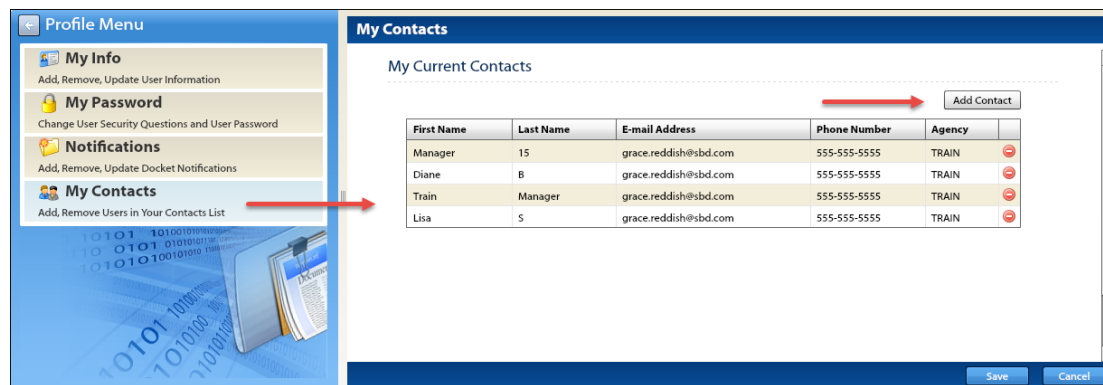 Profile Menu
My Info
Add, Remove, Update User Information
My Password
Change User Security Questions and User Password
Notifications
Add, Remove, Update Docket Notifications
My Contacts
Add, Remove Users in Your Contacts List
My Contacts
My Current Contacts
Add Contact
First Name Last Name E-mail Address Phone Number Agency
Manager 15 grace.reddish@sbd.com 555-555-5555 TRAIN
Diane B grace.reddish@sbd.com 555-555-5555 TRAIN
Train Manager grace.reddish@sbd.com 555-555-5555 TRAIN
Lisa S grace.reddish@sbd.com 555-555-5555 TRAIN
Save Cancel